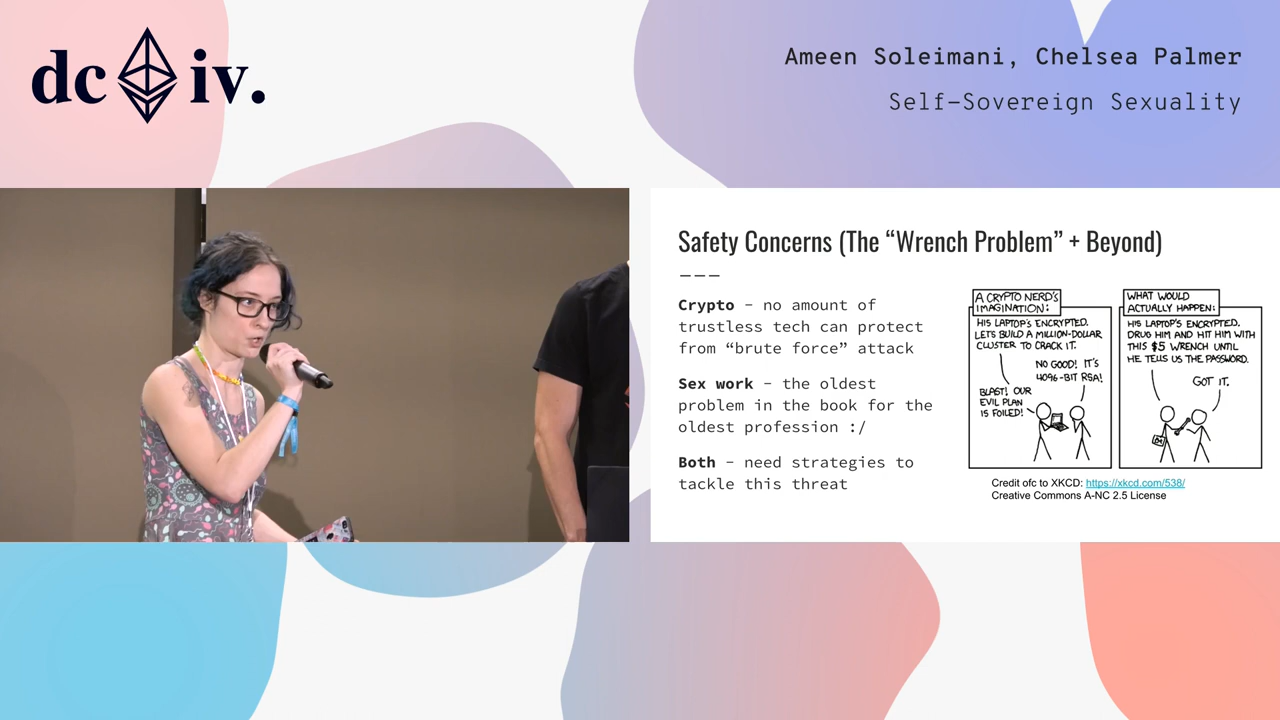 dc iv.
Ameen Soleimani, Chelsea Palmer
Self-Sovereign Sexuality
Safety Concerns (The “Wrench Problem” + Beyond)
---
Crypto - no amount of
trustless tech can protect
from “brute force” attack
Sex work - the oldest
problem in the book for the
oldest profession :/
Both - need strategies to
tackle this threat
A CRYPTO NERD'S
IMAGINATION:
HIS LAPTOP'S ENCRYPTED.
LET'S BUILD A MILLION-DOLLAR
CLUSTER TO CRACK IT.
NO GOOD! IT'S
4096-BIT RSA!
BLAST! OUR
EVIL PLAN
IS FOILED!
WHAT WOULD
ACTUALLY HAPPEN:
HIS LAPTOP'S ENCRYPTED.
DRUG HIM AND HIT HIM WITH
THIS $5 WRENCH UNTIL
HE TELLS US THE PASSWORD.
GOT IT.
Credit ofc to XKCD: https://xkcd.com/538/
Creative Commons A-NC 2.5 License